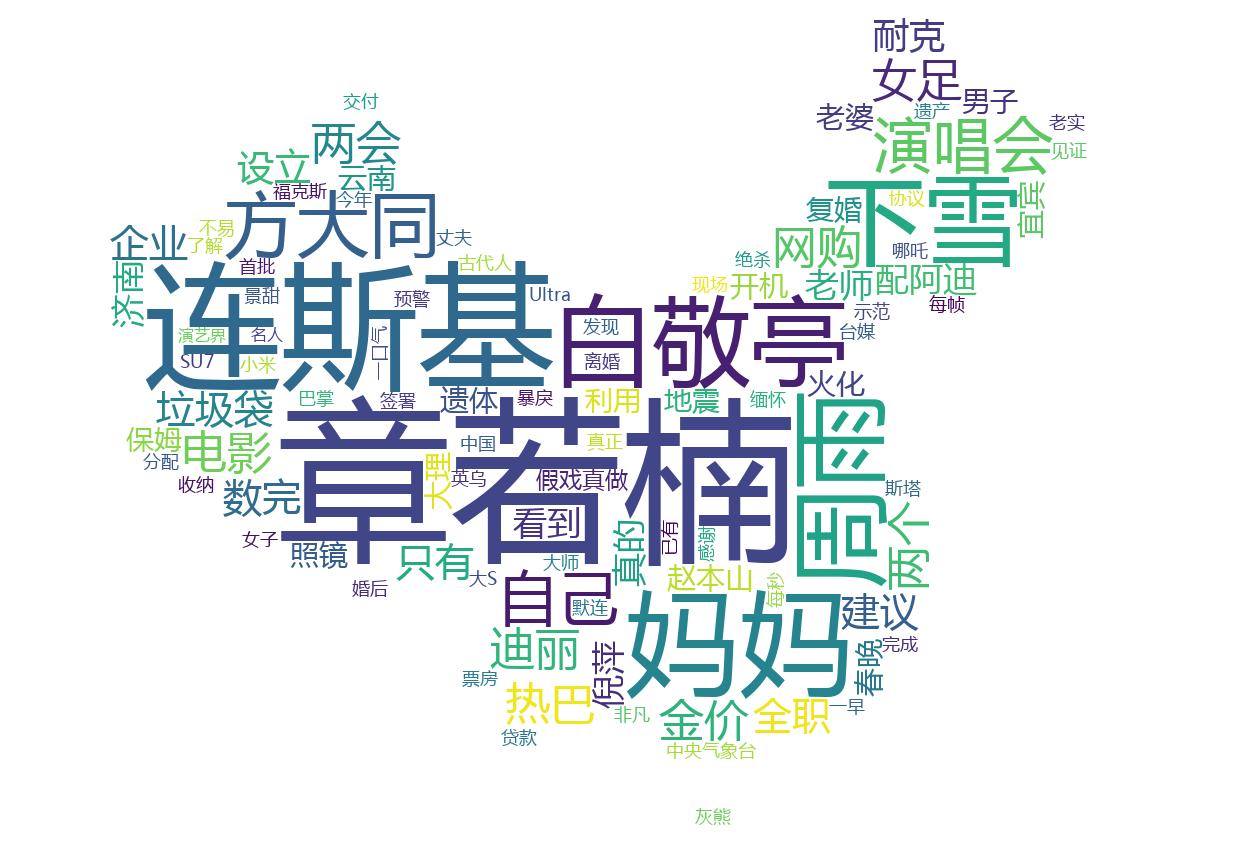 耐克
女足
男子
交付
老婆
遗产
老实
两会
演唱会
见证
设立
云南
下雪
福克斯
今年
协议
宜宾
方大同
复婚
不易
丈夫
企业
了解
网购
哪吒
古代人
绝杀
首批
济南
连斯基
景甜
预警
Ultra
现场
开机
老师
配阿迪
每帧
白敬亭
示范
演艺界
名人
一口气
发现
台媒
SU7
小米
离婚
火化
垃圾袋
巴掌
签署
遗体
暴戾
利用
地震
缅怀
周雨
保姆
电影
章若楠
中国
真正
分配
大理
英乌
假戏真做
收纳
数完
斯塔
看到
两个
女子
照镜
只有
真的
已有
感谢
大师
大S
赵本山
婚后
自己
默连
每秒
妈妈
建议
迪丽
倪萍
春晚
完成
票房
热巴
非凡
金价
全职
一早
贷款
中央气象台
灰熊